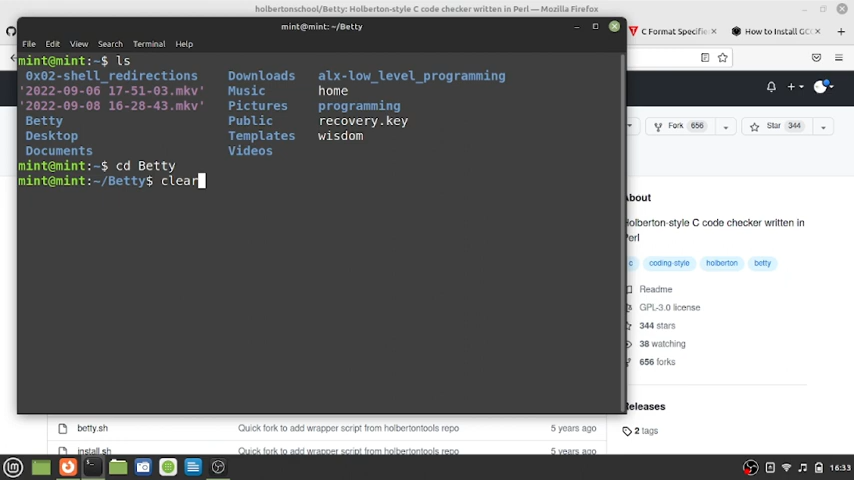 holbertonschool/Betty: Holberton-style C code checker written in Perl — Mozilla Firefox
mint@mint: ~/Betty
C Format Specifie
How to Install GC
File Edit View Search Terminal Help
mint@mint:~$ ls
0x02-shell_redirections Downloads alx-low_level_programming
'2022-09-06 17-51-03.mkv' Music home
'2022-09-08 16-28-43.mkv' Pictures programming
Betty Public recovery.key
Desktop Templates wisdom
Documents Videos
mint@mint:~$ cd Betty
mint@mint:~/Betty$ clear
Fork 656
Star 344
About
Holberton-style C code checker written in
Perl
c coding-style holberton betty
Readme
GPL-3.0 license
344 stars
38 watching
656 forks
Releases
2 tags
betty.sh Quick fork to add wrapper script from holbertontools repo 5 years ago
install.sh Quick fork to add wrapper script from holbertontools repo 5 years ago
16:33